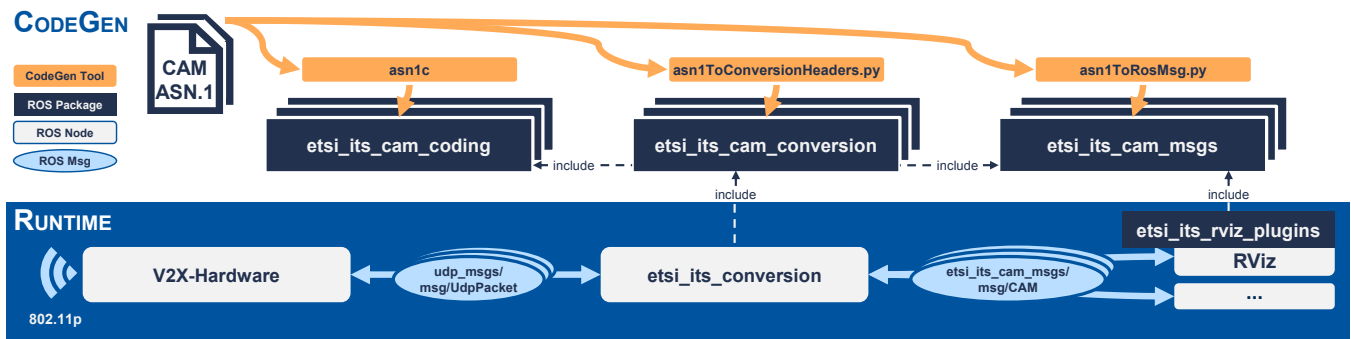 CODEGEN
CodeGen Tool
ROS Package
ROS Node
ROS Msg
CAM
ASN.1
asn1c
asn1ToConversionHeaders.py
asn1ToRosMsg.py
etsi_its_cam_coding
etsi_its_cam_conversion
etsi_its_cam_msgs
include
include
include
include
RUNTIME
802.11p
V2X-Hardware
udp_msgs/
msg/UdpPacket
etsi_its_conversion
etsi_its_cam_msgs/
msg/CAM
etsi_its_rviz_plugins
RViz
...